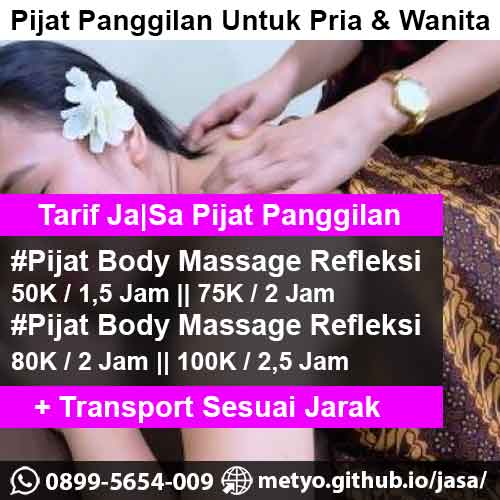 Pijat Panggilan Untuk Pria & Wanita
Tarif Ja|Sa Pijat Panggilan
#Pijat Body Massage Refleksi
50K / 1,5 Jam || 75K / 2 Jam
#Pijat Body Massage Refleksi
80K / 2 Jam || 100K / 2,5 Jam
+ Transport Sesuai Jarak
0899-5654-009 metyo.github.io/jasa/